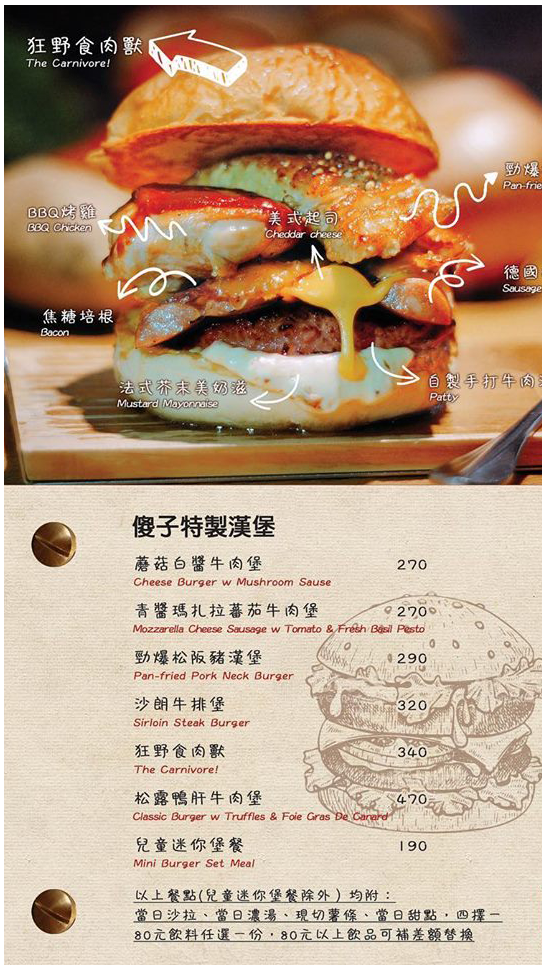 狂野食肉獸
The Carnivore!
勁爆
Pan-frie
BBQ烤雞
BBQ Chicken
美式起司
Cheddar cheese
德國
Sausage
焦糖培根
Bacon
法式芥末美奶滋
Mustard Mayonnaise
自製手打牛肉
Patty
傻子特製漢堡
蘑菇白醬牛肉堡 270
Cheese Burger w Mushroom Sause
青醬瑪扎拉蕃茄牛肉堡 270
Mozzarella Cheese Sausage w Tomato & Fresh Basil Pesto
勁爆松阪豬漢堡 290
Pan-fried Pork Neck Burger
沙朗牛排堡 320
Sirloin Steak Burger
狂野食肉獸 340
The Carnivore!
松露鴨肝牛肉堡 470
Classic Burger w Truffles & Foie Gras De Canard
兒童迷你堡餐 190
Mini Burger Set Meal
以上餐點(兒童迷你堡餐除外）均附：
當日沙拉、當日濃湯、現切薯條、當日甜點，四擇一
80元飲料任選一份，80元以上飲品可補差額替換